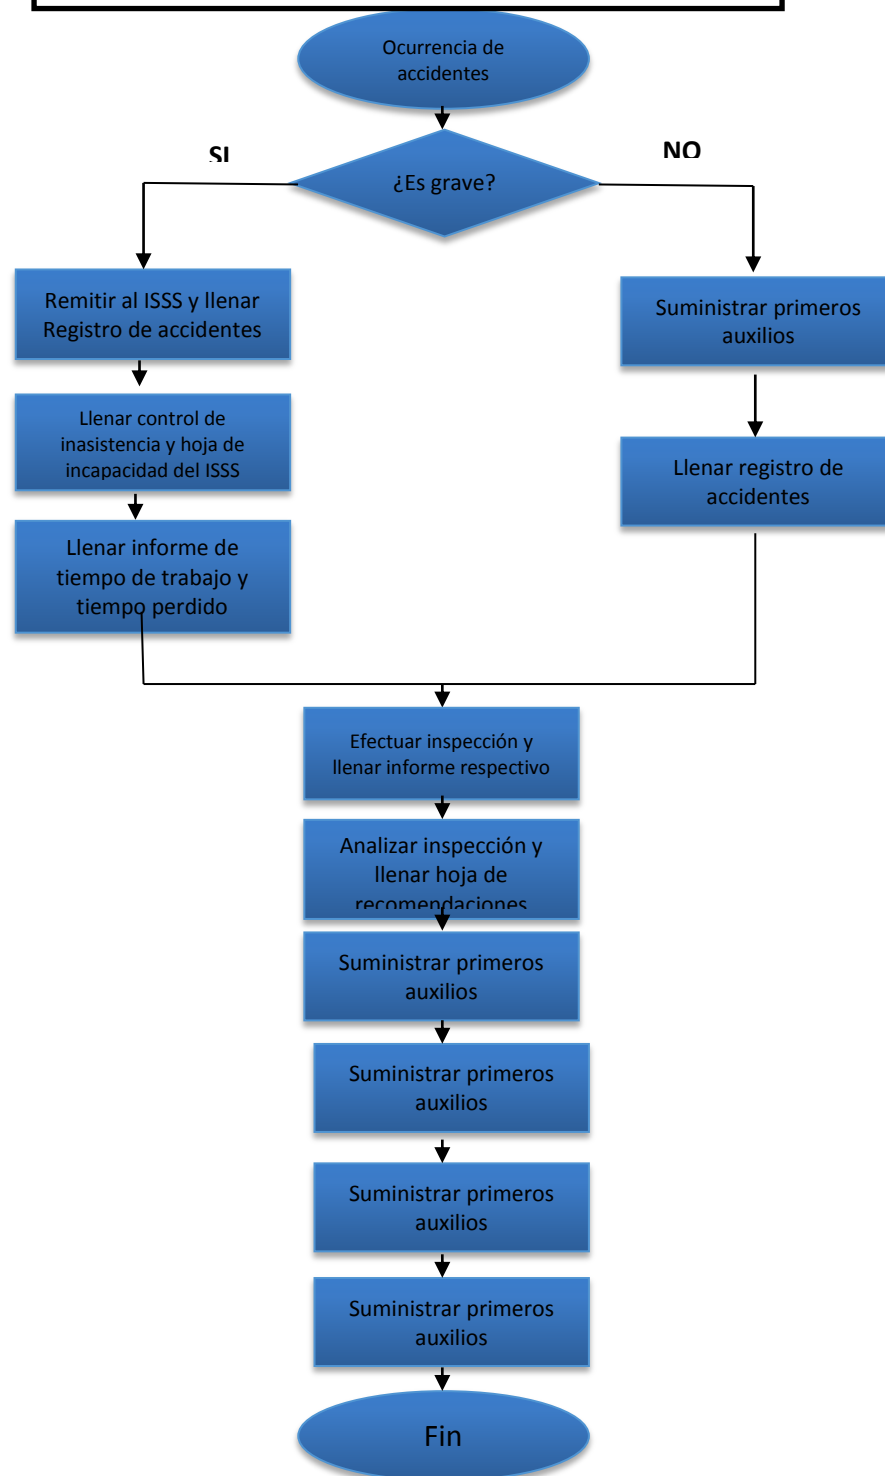 Ocurrencia de
accidentes
SI
NO
¿Es grave?
Remitir al ISSS y llenar
Registro de accidentes
Suministrar primeros
auxilios
Llenar control de
inasistencia y hoja de
incapacidad del ISSS
Llenar registro de
accidentes
Llenar informe de
tiempo de trabajo y
tiempo perdido
Efectuar inspección y
llenar informe respectivo
Analizar inspección y
llenar hoja de
recomendaciones
Suministrar primeros
auxilios
Suministrar primeros
auxilios
Suministrar primeros
auxilios
Suministrar primeros
auxilios
Fin